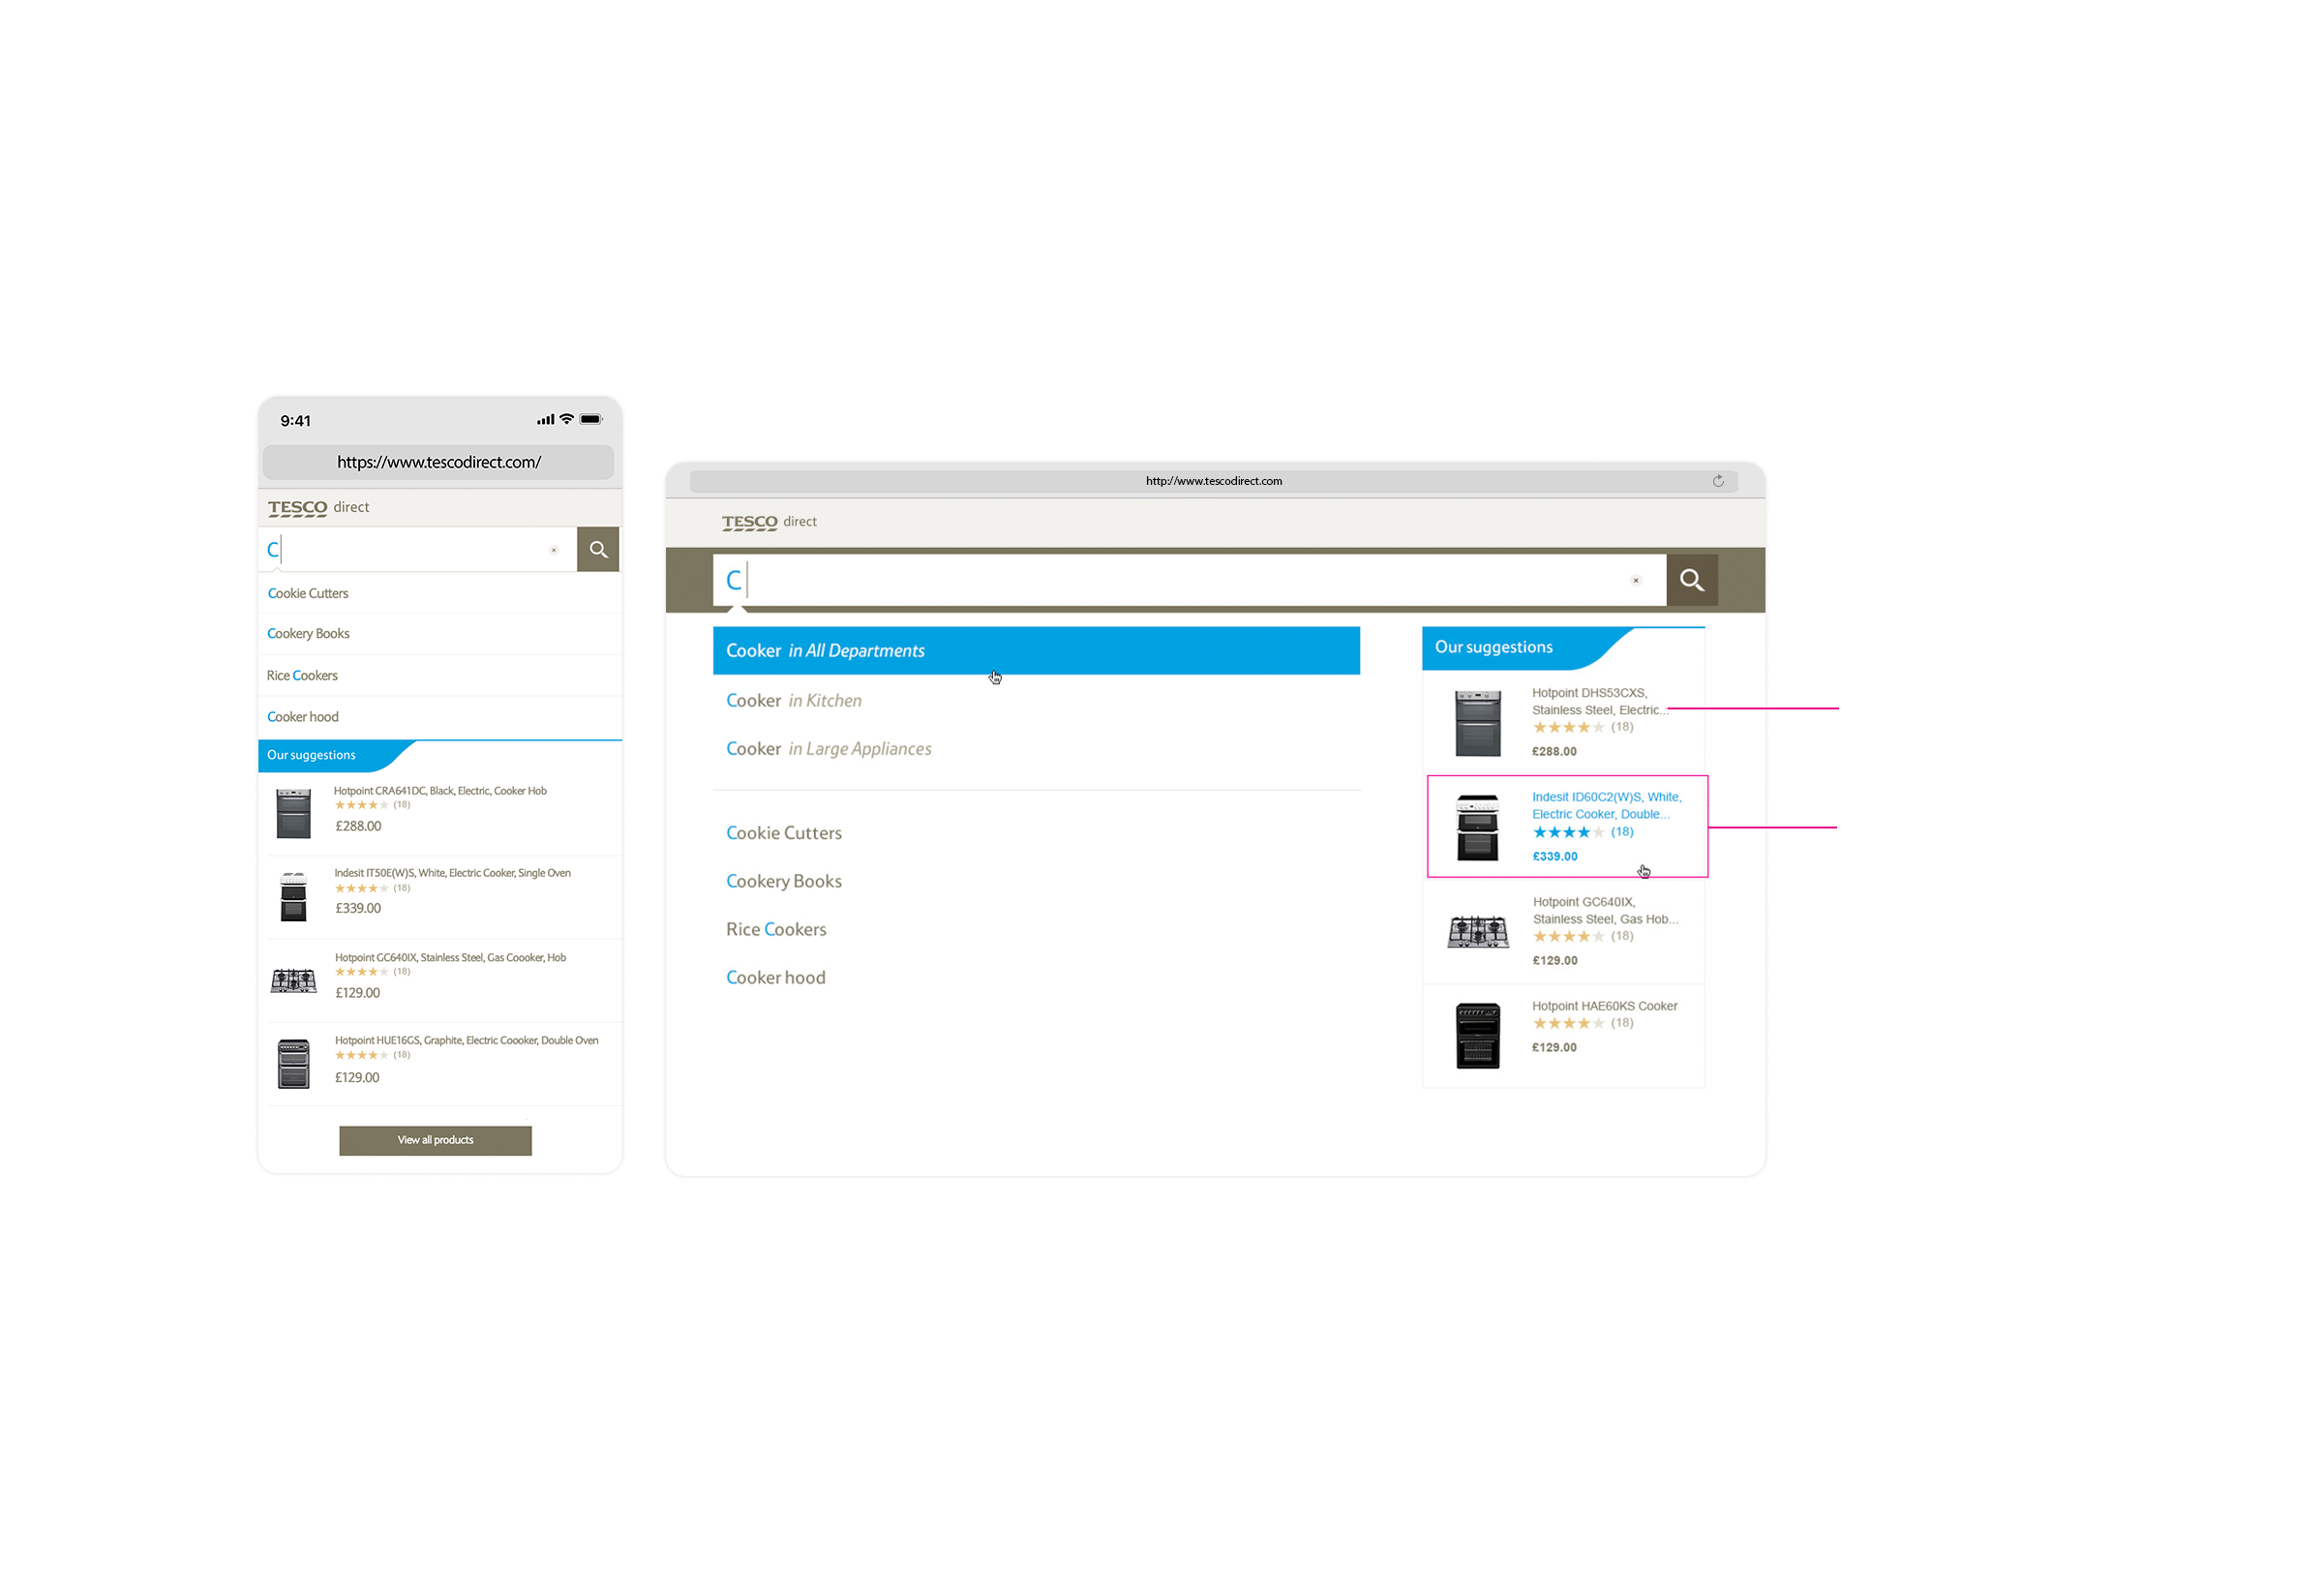 9:41
https://www.tescodirect.com/
TESCO direct
C
Cookie Cutters
Cookery Books
Rice Cookers
Cooker hood
Our suggestions
Hotpoint CRA641DC, Black, Electric, Cooker Hob
(18)
£288.00
Indesit IT50E(W)S, White, Electric Cooker, Single Oven
(18)
£339.00
Hotpoint GC640IX, Stainless Steel, Gas Coooker, Hob
(18)
£129.00
Hotpoint HUE16GS, Graphite, Electric Coooker, Double Oven
(18)
£129.00
View all products
http://www.tescodirect.com
TESCO direct
C
Cooker in All Departments
Cooker in Kitchen
Cooker in Large Appliances
Cookie Cutters
Cookery Books
Rice Cookers
Cooker hood
Our suggestions
Hotpoint DHS53CXS,
Stainless Steel, Electric...
(18)
£288.00
Indesit ID60C2(W)S, White,
Electric Cooker, Double...
(18)
£339.00
Hotpoint GC640IX,
Stainless Steel, Gas Hob...
(18)
£129.00
Hotpoint HAE60KS Cooker
(18)
£129.00